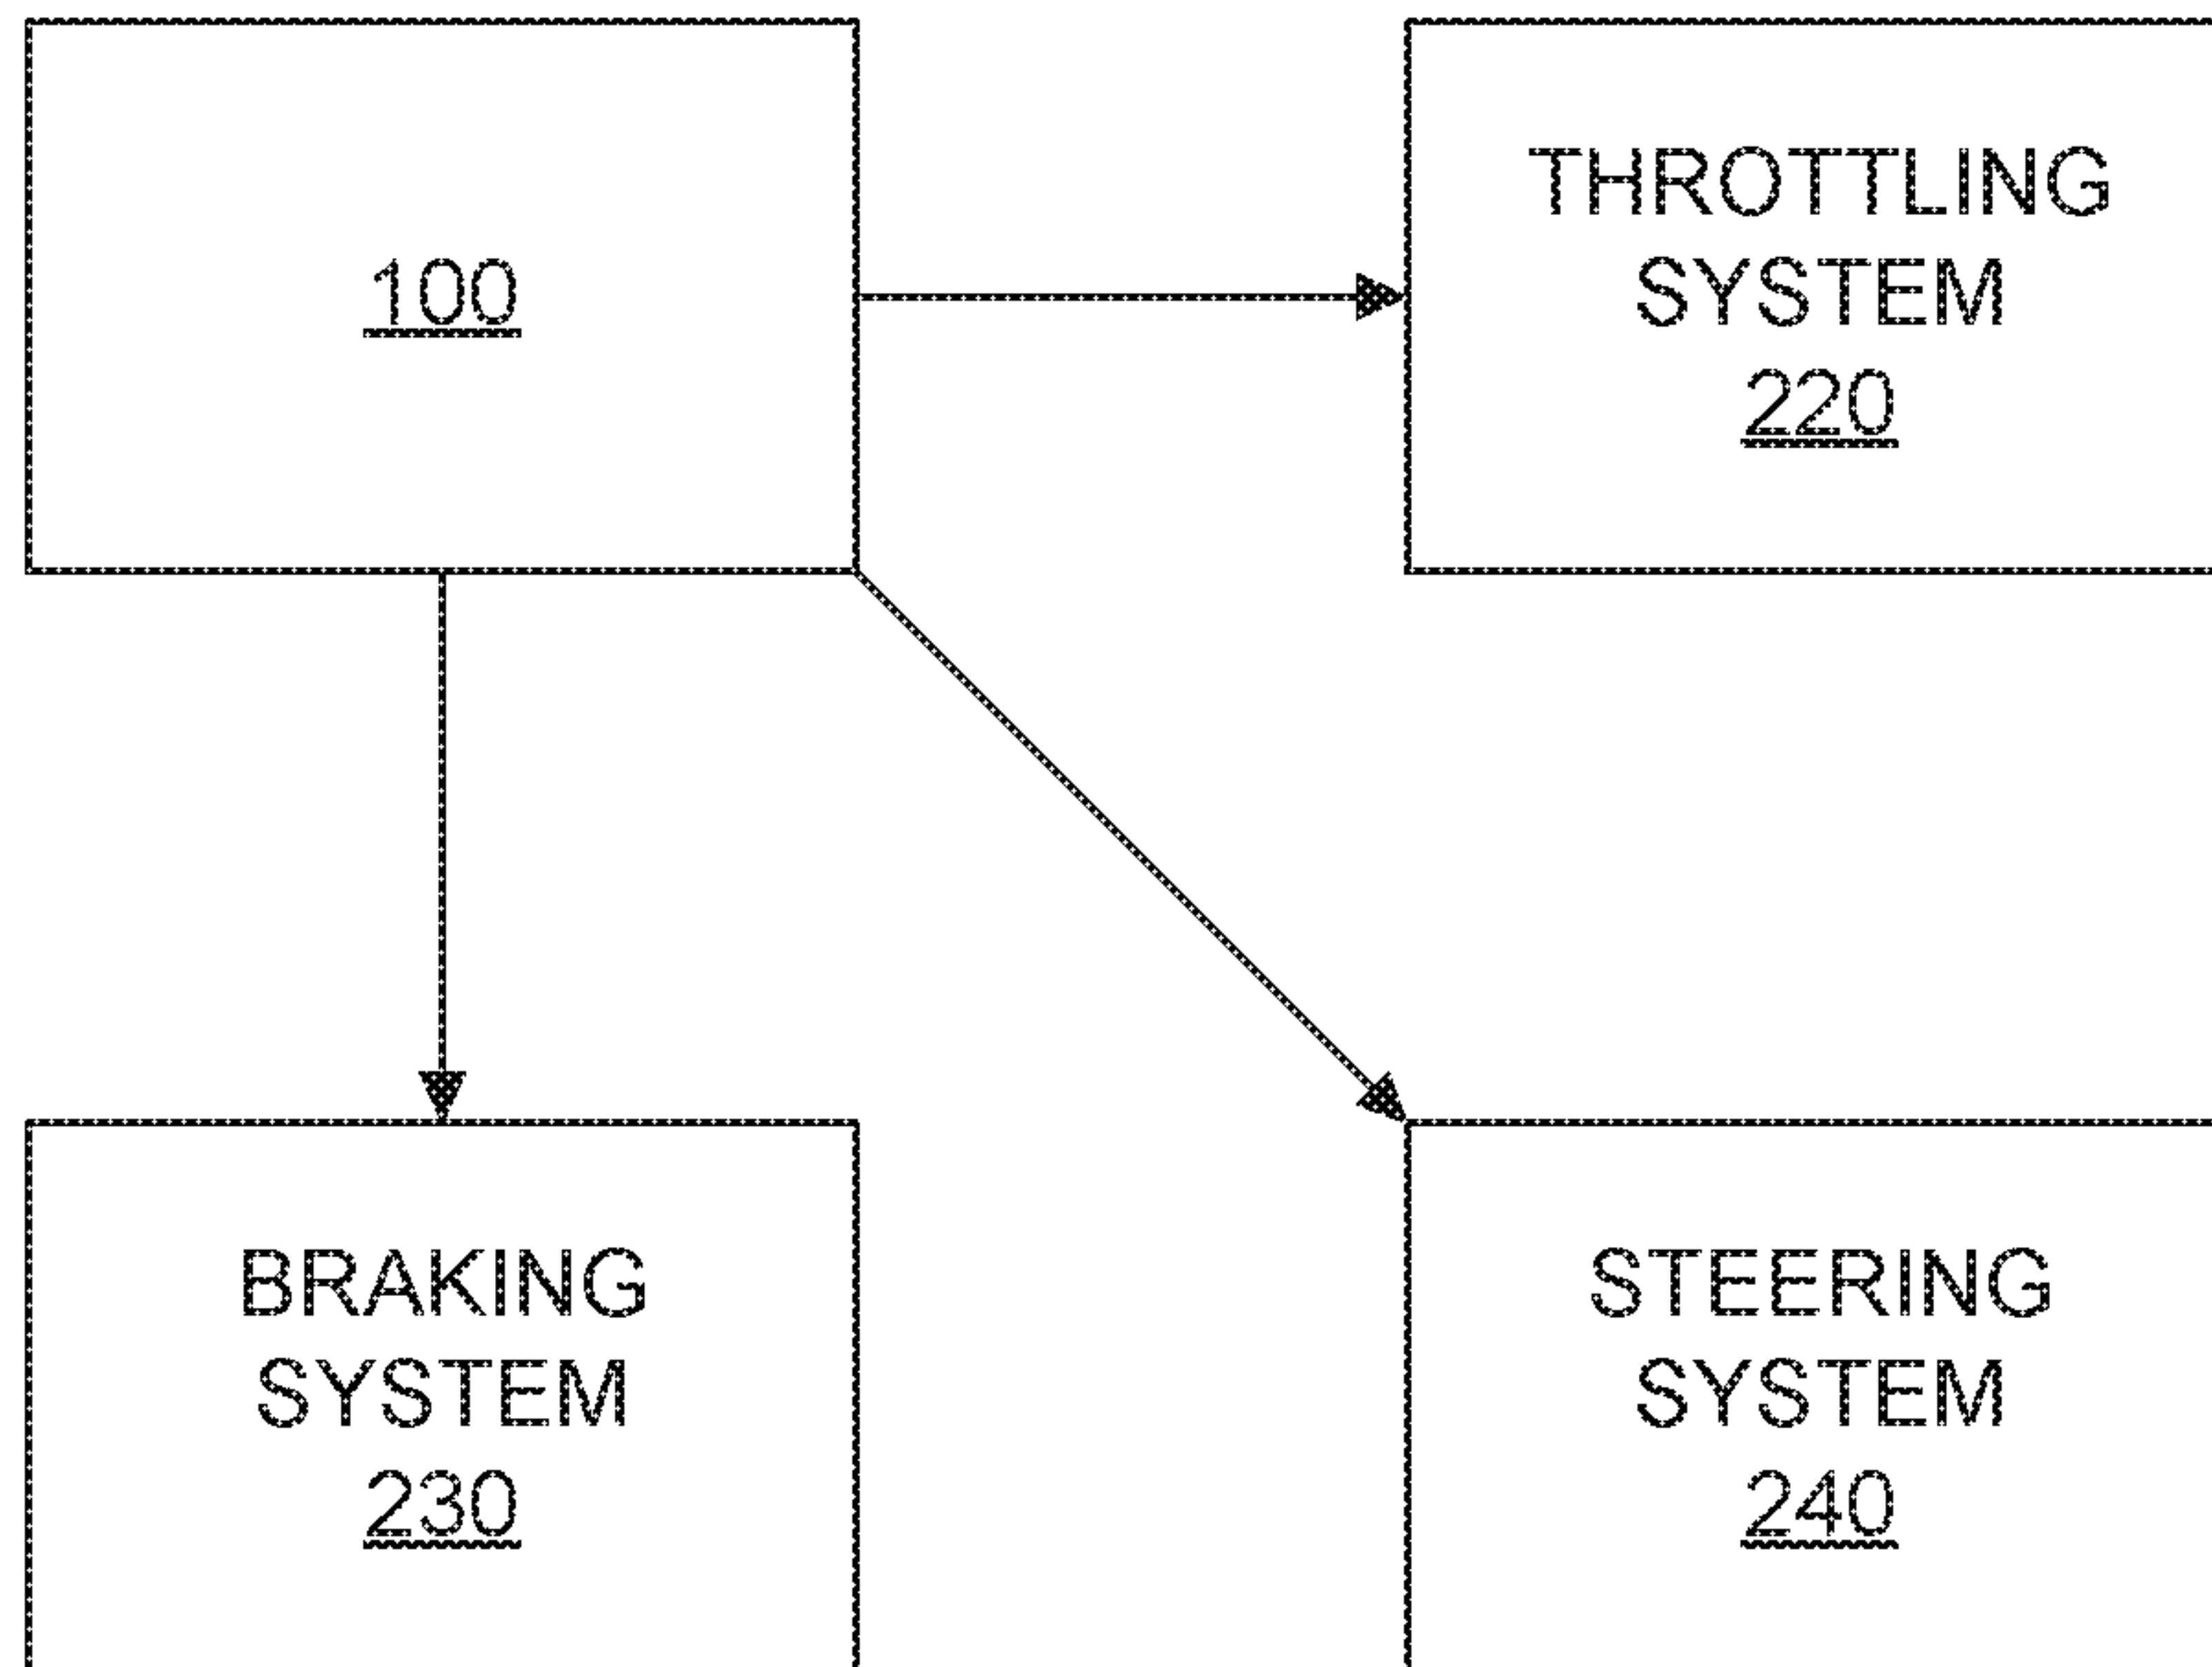 100
THROTTLING
SYSTEM
220
BRAKING
SYSTEM
230
STEERING
SYSTEM
240